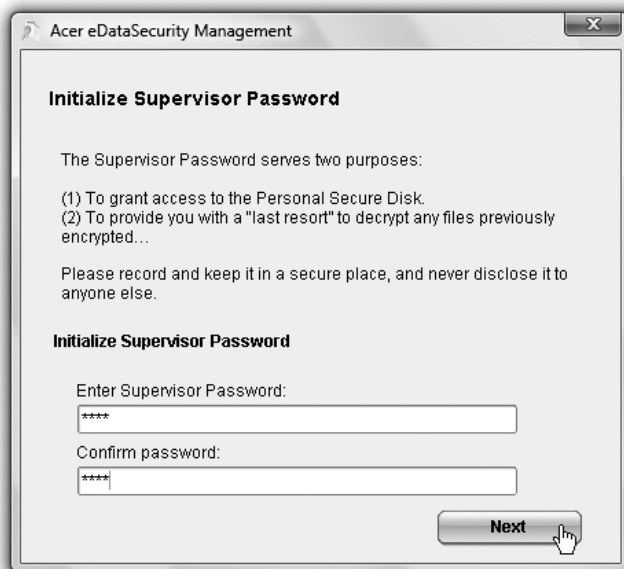 Acer eDataSecurity Management
Initialize Supervisor Password
The Supervisor Password serves two purposes:
(1) To grant access to the Personal Secure Disk.
(2) To provide you with a "last resort" to decrypt any files previously
encrypted...
Please record and keep it in a secure place, and never disclose it to
anyone else.
Initialize Supervisor Password
Enter Supervisor Password:
****
Confirm password:
****
Next